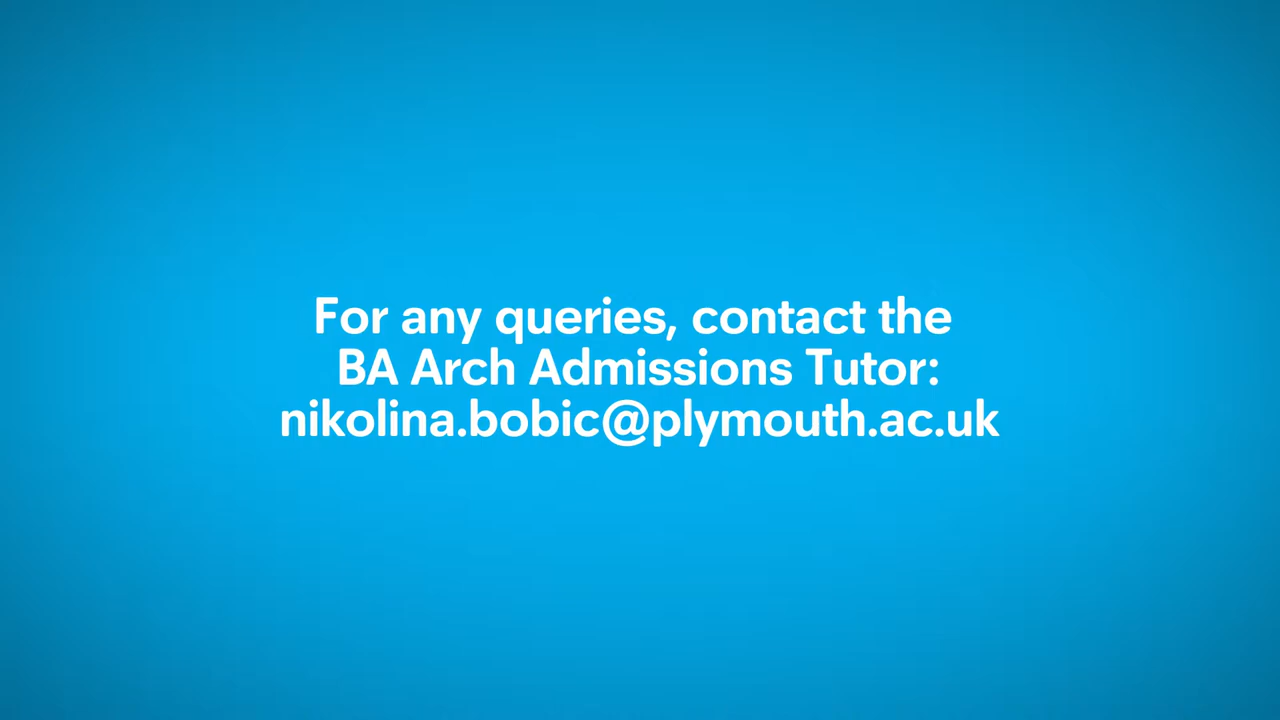 For any queries, contact the
BA Arch Admissions Tutor:
nikolina.bobic@plymouth.ac.uk